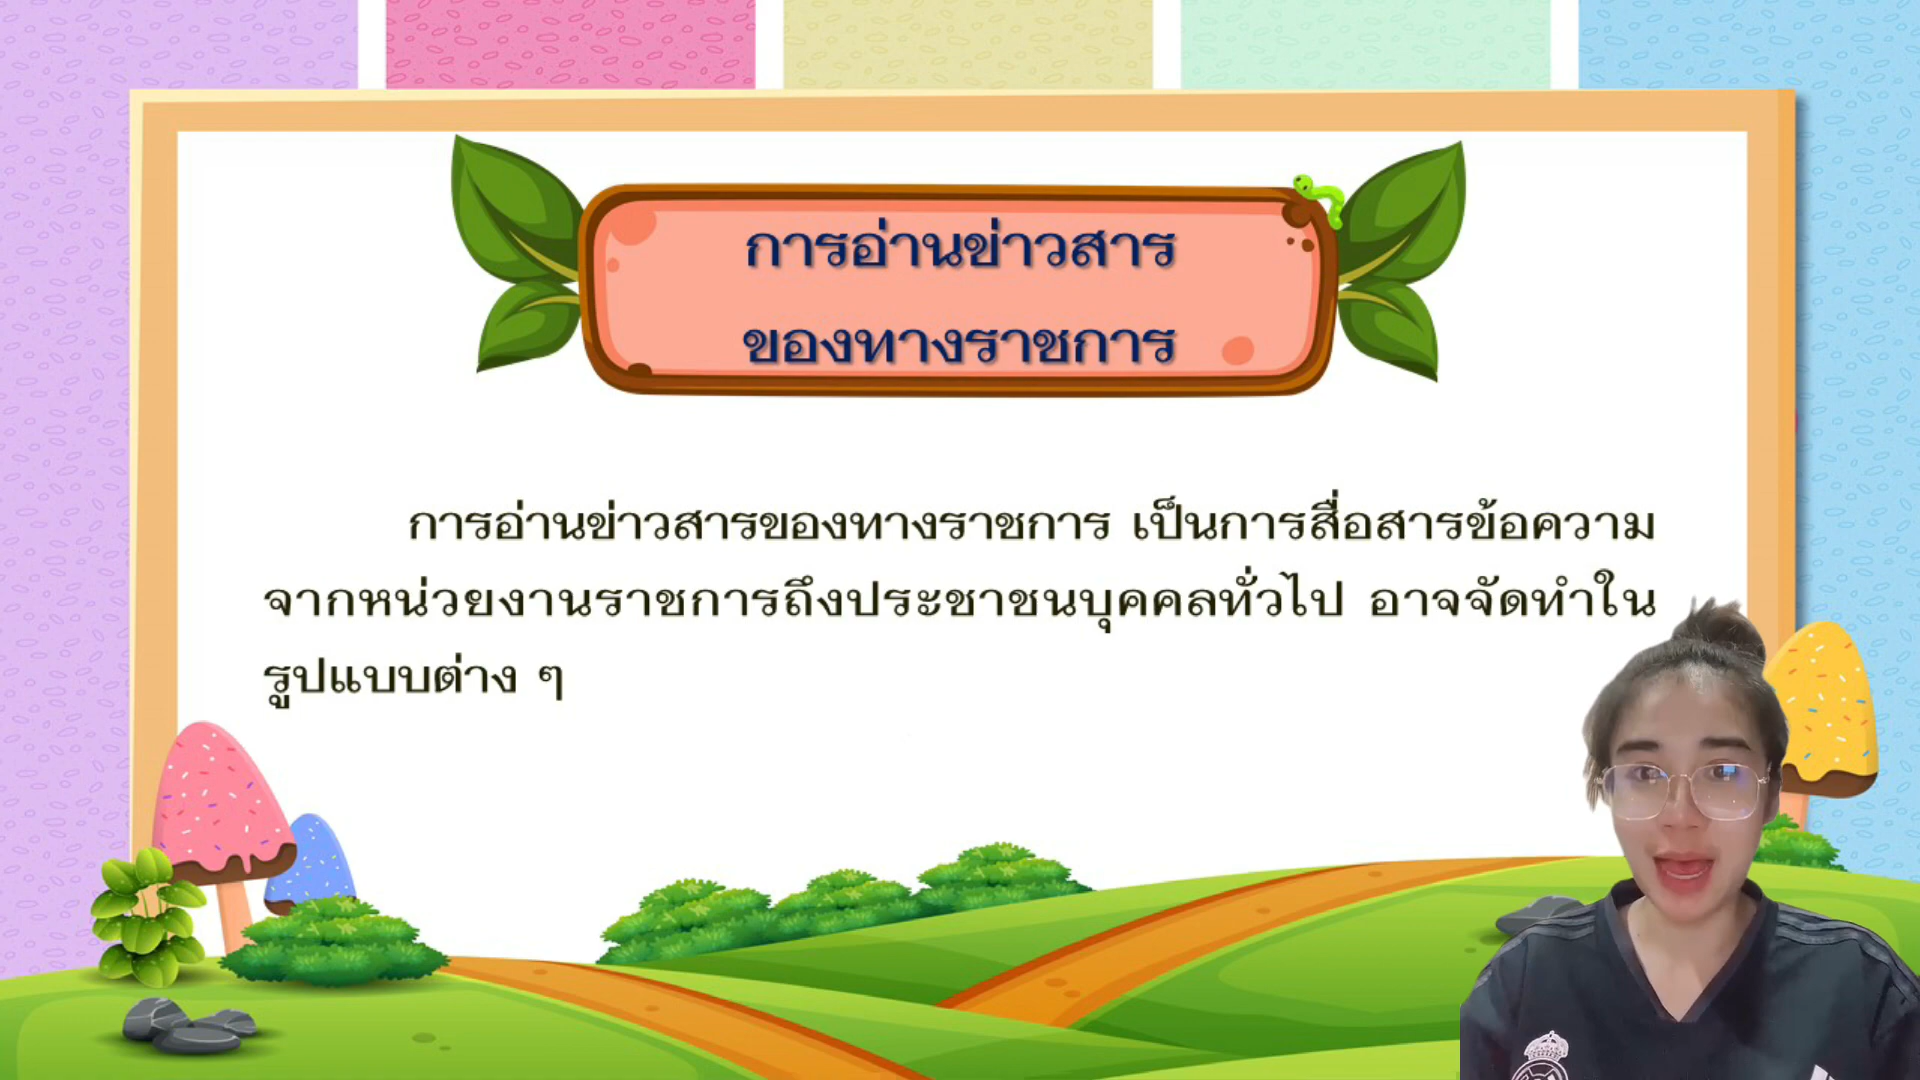 การอ่านข่าวสาร
ของทางราชการ
การอ่านข่าวสารของทางราชการ เป็นการสื่อสารข้อความ
จากหน่วยงานราชการถึงประชาชนบุคคลทั่วไป อาจจัดทำใน
รูปแบบต่าง ๆ